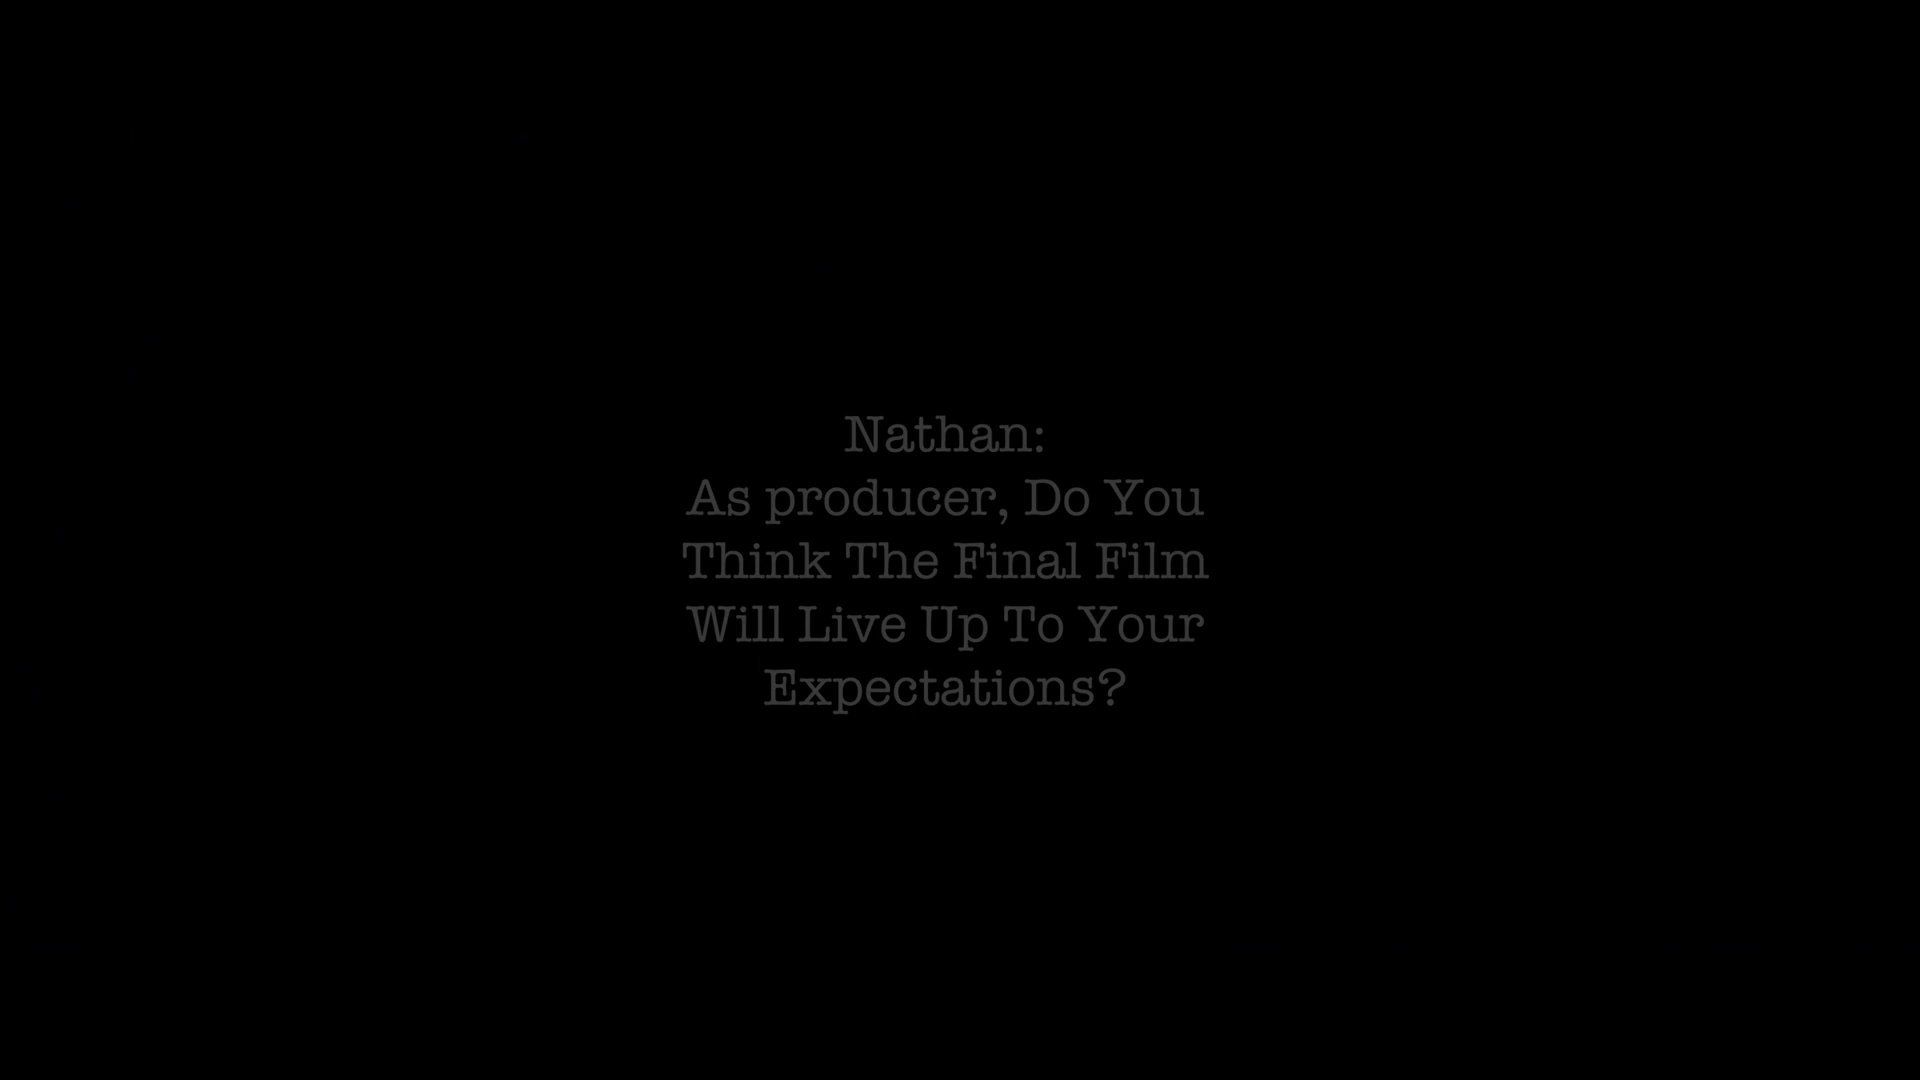 Nathan:
As producer, Do You
Think The Final Film
Will Live Up To Your
Expectations?